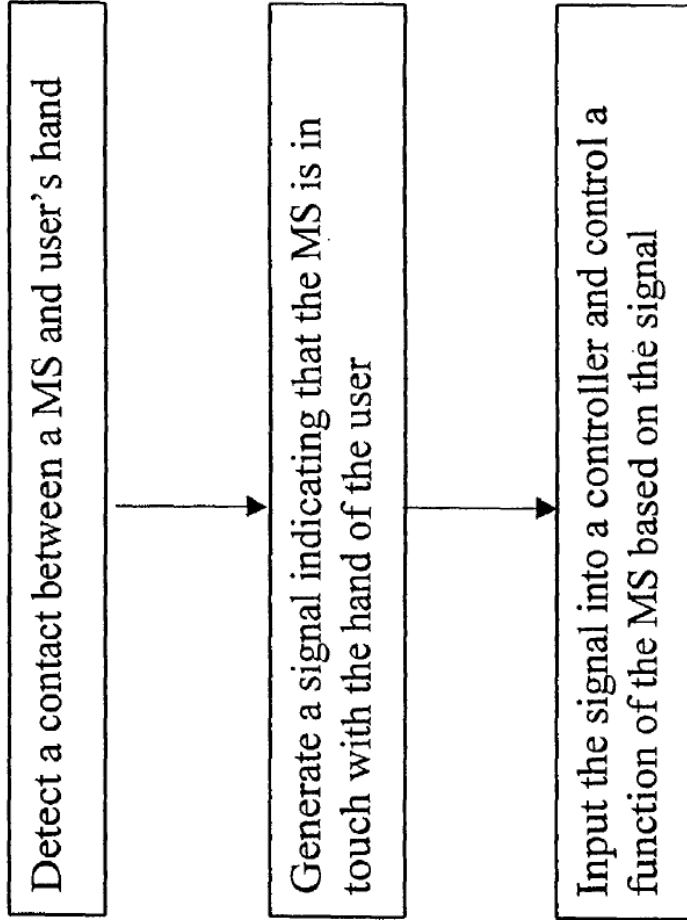 Detect a contact between a MS and user's hand
Generate a signal indicating that the MS is in
touch with the hand of the user
Input the signal into a controller and control a
function of the MS based on the signal